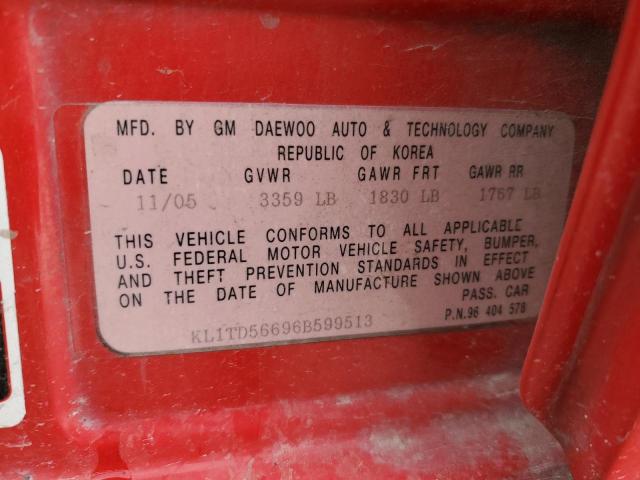 MFD. BY GM DAEWOO AUTO & TECHNOLOGY COMPANY
REPUBLIC OF KOREA
DATE GVWR GAWR FRT GAWR RR
11/05 3359 LB 1830 LB 1767 LB
THIS VEHICLE CONFORMS TO ALL APPLICABLE
U.S. FEDERAL MOTOR VEHICLE SAFETY, BUMPER,
AND THEFT PREVENTION STANDARDS IN EFFECT
ON THE DATE OF MANUFACTURE SHOWN ABOVE
PASS. CAR
KL1TD56696B599513
P.N.96 404 578